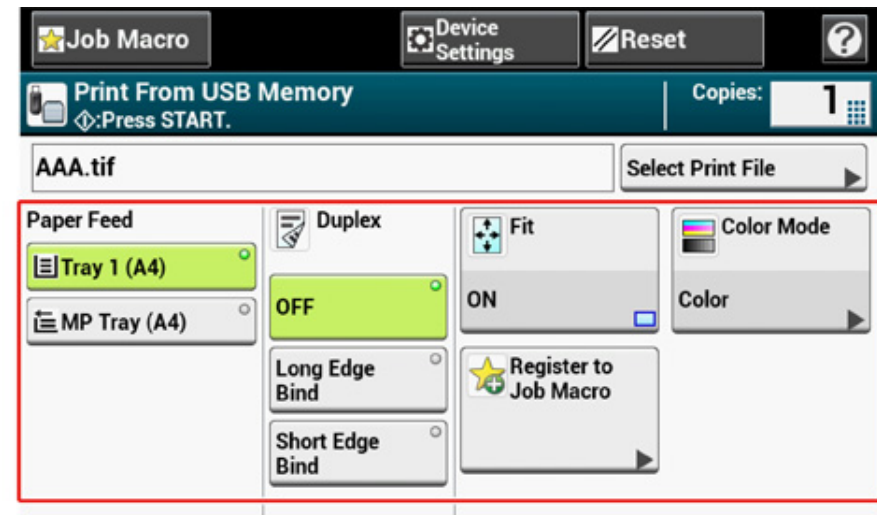 Job Macro
Device
Settings
Reset
?
Print From USB Memory
:Press START.
Copies:
1
AAA.tif
Select Print File
Paper Feed
Tray 1 (A4)
MP Tray (A4)
Duplex
OFF
Long Edge
Bind
Short Edge
Bind
Fit
ON
Register to
Job Macro
Color Mode
Color